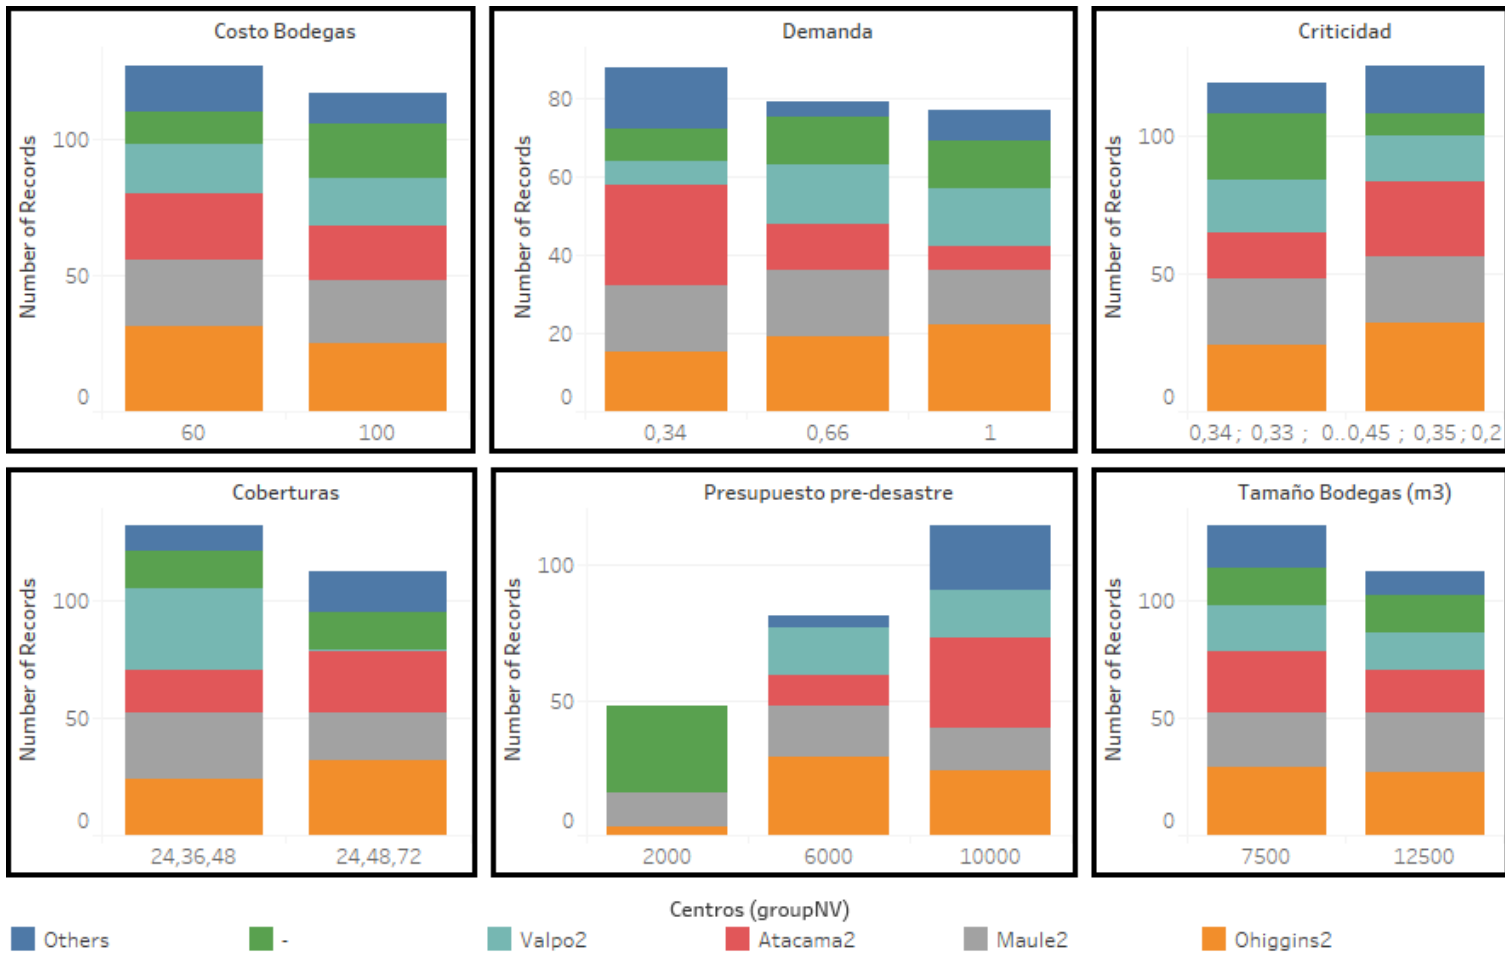 Costo Bodegas
Number of Records
100
50
0
60 100
Demanda
Number of Records
80
60
40
20
0
0,34 0,66 1
Criticidad
Number of Records
100
50
0
0,34 ; 0,33 ; 0..0,45 ; 0,35 ; 0,2
Coberturas
Number of Records
100
50
0
24,36,48 24,48,72
Presupuesto pre-desastre
Number of Records
100
50
0
2000 6000 10000
Tamaño Bodegas (m3)
Number of Records
100
50
0
7500 12500
Centros (groupNV)
Others - Valpo2 Atacama2 Maule2 Ohiggins2